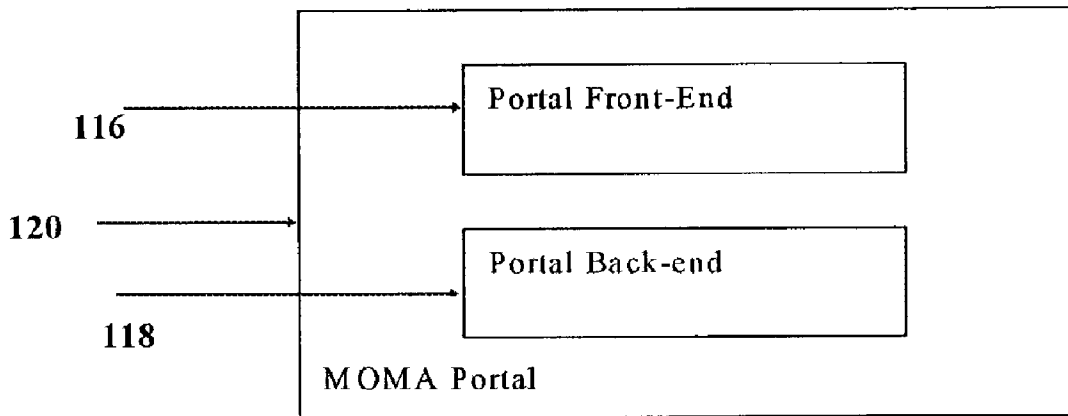 Portal Front-End
116
120
Portal Back-end
118
MOMA Portal